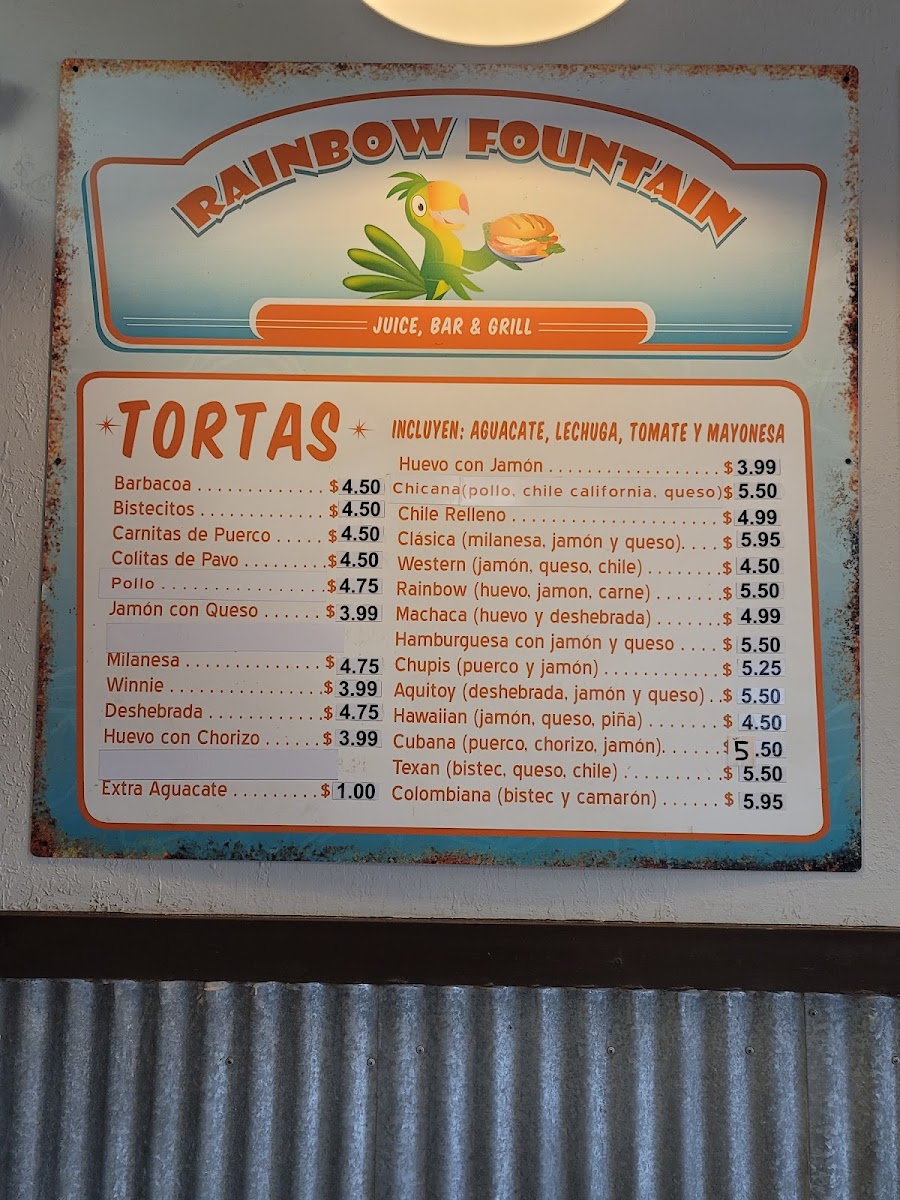 RAINBOW FOUNTAIN
JUICE, BAR & GRILL
TORTAS
INCLUYEN: AGUACATE, LECHUGA, TOMATE Y MAYONESA
Barbacoa . . . . . . . . . . . . $ 4.50
Bistecitos . . . . . . . . . . . . $ 4.50
Carnitas de Puerco . . . . . $ 4.50
Colitas de Pavo . . . . . . . . . $ 4.50
Pollo . . . . . . . . . . . . . . . . $ 4.75
Jamón con Queso . . . . . . $ 3.99
Milanesa . . . . . . . . . . . . . $ 4.75
Winnie . . . . . . . . . . . . . . . $ 3.99
Deshebrada . . . . . . . . . . . $ 4.75
Huevo con Chorizo . . . . . . $ 3.99
Extra Aguacate . . . . . . . . . $ 1.00
Huevo con Jamón . . . . . . . . . . . . . . . . . $ 3.99
Chicana(pollo, chile california, queso)$ 5.50
Chile Relleno . . . . . . . . . . . . . . . . . . . . . $ 4.99
Clásica (milanesa, jamón y queso). . . . $ 5.95
Western (jamón, queso, chile) . . . . . . . . $ 4.50
Rainbow (huevo, jamon, carne) . . . . . . . $ 5.50
Machaca (huevo y deshebrada) . . . . . . . $ 4.99
Hamburguesa con jamón y queso . . . . $ 5.50
Chupis (puerco y jamón) . . . . . . . . . . . . $ 5.25
Aquitoy (deshebrada, jamón y queso) . . $ 5.50
Hawaiian (jamón, queso, piña) . . . . . . . $ 4.50
Cubana (puerco, chorizo, jamón). . . . . . $ 5.50
Texan (bistec, queso, chile) . . . . . . . . . . $ 5.50
Colombiana (bistec y camarón) . . . . . . $ 5.95